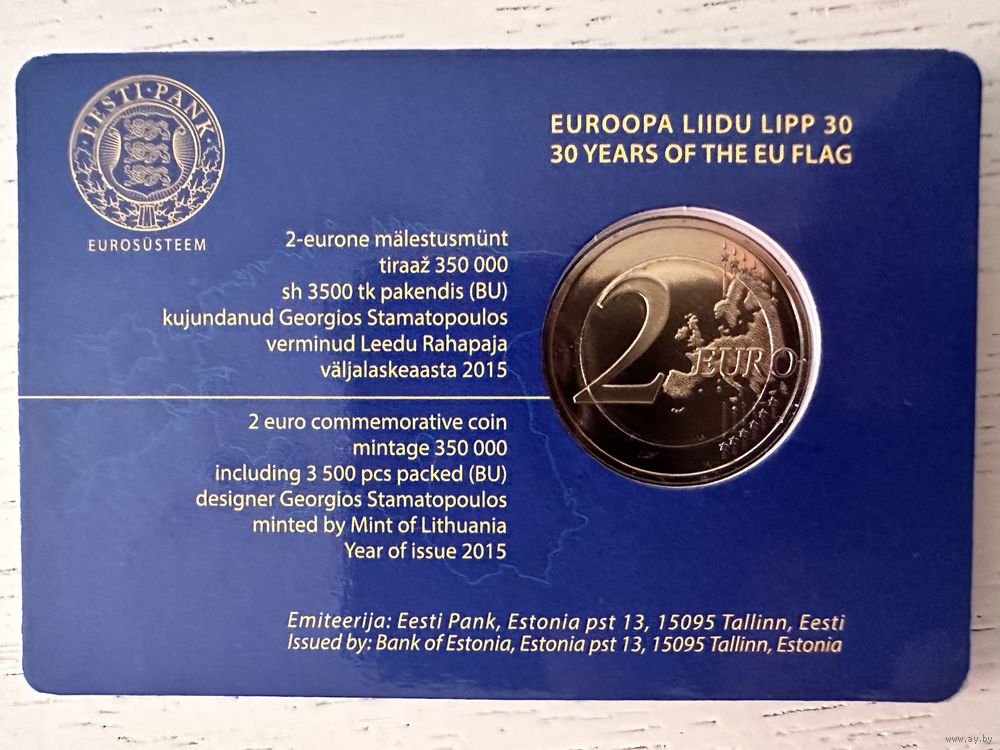 EESTI · PANK
EUROSÜSTEEM
EUROOPA LIIDU LIPP 30
30 YEARS OF THE EU FLAG
2-eurone mälestusmünt
tiraaž 350 000
sh 3500 tk pakendis (BU)
kujundanud Georgios Stamatopoulos
verminud Leedu Rahapaja
väljalaskeaasta 2015
2 euro commemorative coin
mintage 350 000
including 3 500 pcs packed (BU)
designer Georgios Stamatopoulos
minted by Mint of Lithuania
Year of issue 2015
2 EURO
Emiteerija: Eesti Pank, Estonia pst 13, 15095 Tallinn, Eesti
Issued by: Bank of Estonia, Estonia pst 13, 15095 Tallinn, Estonia
www.ay.by